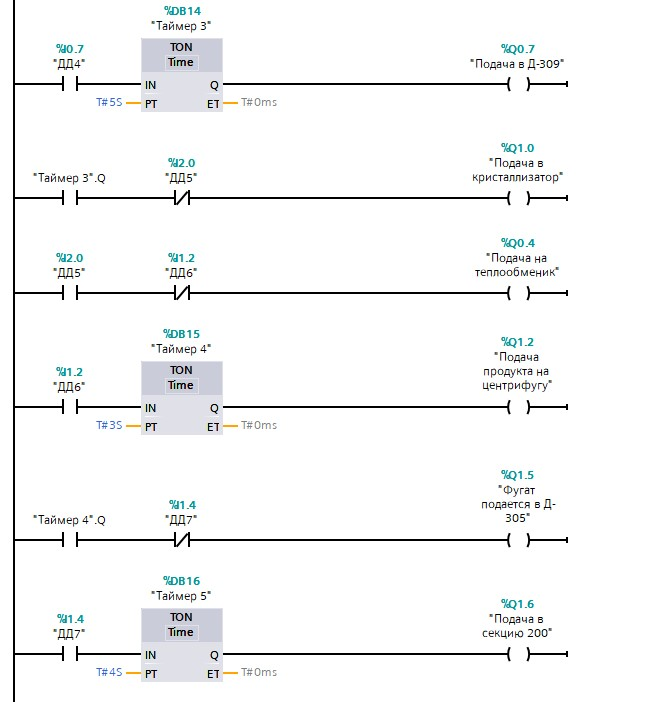 %DB14
"Таймер 3"
%I0.7
"ДД4"
TON
Time
%Q0.7
"Подача в Д-309"
IN
Q
T#5S
PT
ET
T#0ms
"Таймер 3".Q
%I2.0
"ДД5"
%Q1.0
"Подача в
кристаллизатор"
%I2.0
"ДД5"
%I1.2
"ДД6"
%Q0.4
"Подача на
теплообменик"
%DB15
"Таймер 4"
%I1.2
"ДД6"
TON
Time
%Q1.2
"Подача
продукта на
центрифугу"
IN
Q
T#3S
PT
ET
T#0ms
"Таймер 4".Q
%I1.4
"ДД7"
%Q1.5
"Фугат
подается в Д-
305"
%DB16
"Таймер 5"
%I1.4
"ДД7"
TON
Time
%Q1.6
"Подача в
секцию 200"
IN
Q
T#4S
PT
ET
T#0ms